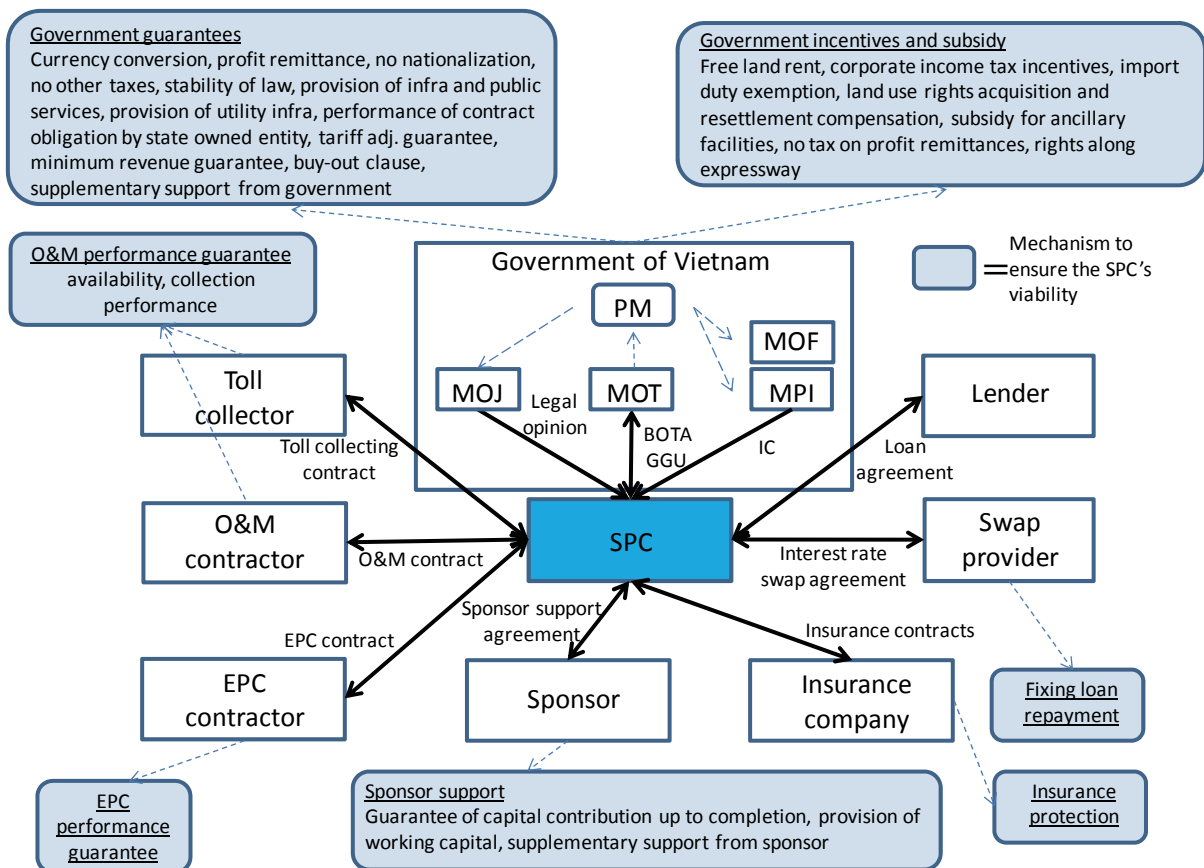 Government guarantees
Currency conversion, profit remittance, no nationalization,
no other taxes, stability of law, provision of infra and public
services, provision of utility infra, performance of contract
obligation by state owned entity, tariff adj. guarantee,
minimum revenue guarantee, buy-out clause,
supplementary support from government
Government incentives and subsidy
Free land rent, corporate income tax incentives, import
duty exemption, land use rights acquisition and
resettlement compensation, subsidy for ancillary
facilities, no tax on profit remittances, rights along
expressway
O&M performance guarantee
availability, collection
performance
Government of Vietnam
PM
MOF
MOJ
MOT
MPI
Mechanism to
=ensure the SPC's
viability
Toll
collector
Legal
opinion
BOTA
GGU
IC
Lender
Toll collecting
contract
Loan
agreement
O&M
contractor
O&M contract
SPC
Interest rate
swap agreement
Swap
provider
EPC contract
Sponsor support
agreement
Insurance contracts
EPC
contractor
Sponsor
Insurance
company
Fixing loan
repayment
EPC
performance
guarantee
Sponsor support
Guarantee of capital contribution up to completion, provision of
working capital, supplementary support from sponsor
Insurance
protection